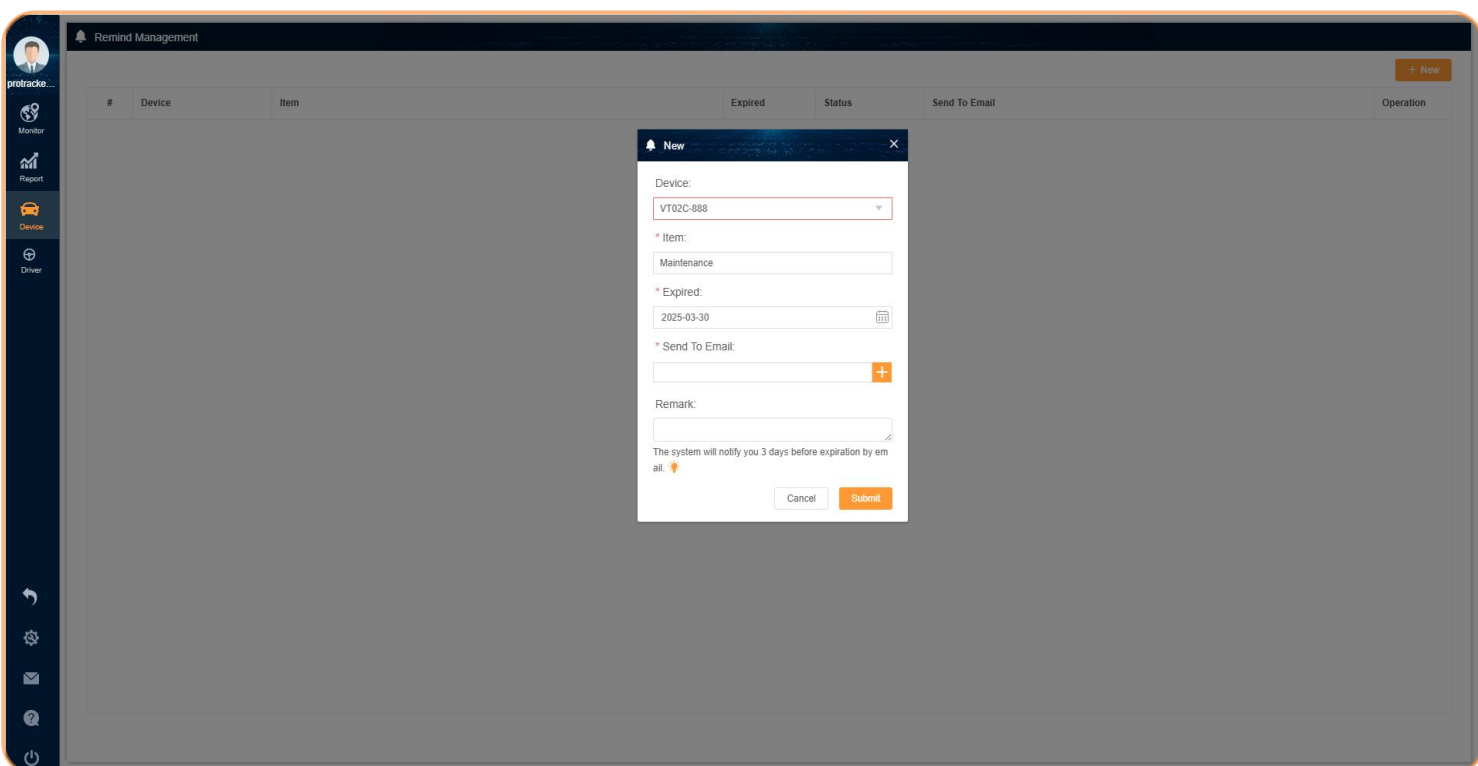 Remind Management
protracke...
+ New
# Device Item Expired Status Send To Email Operation
Monitor
Report
Device
Driver
New
Device:
VT02C-888
* Item:
Maintenance
* Expired:
2025-03-30
* Send To Email:
Remark:
The system will notify you 3 days before expiration by em
ail.
Cancel Submit